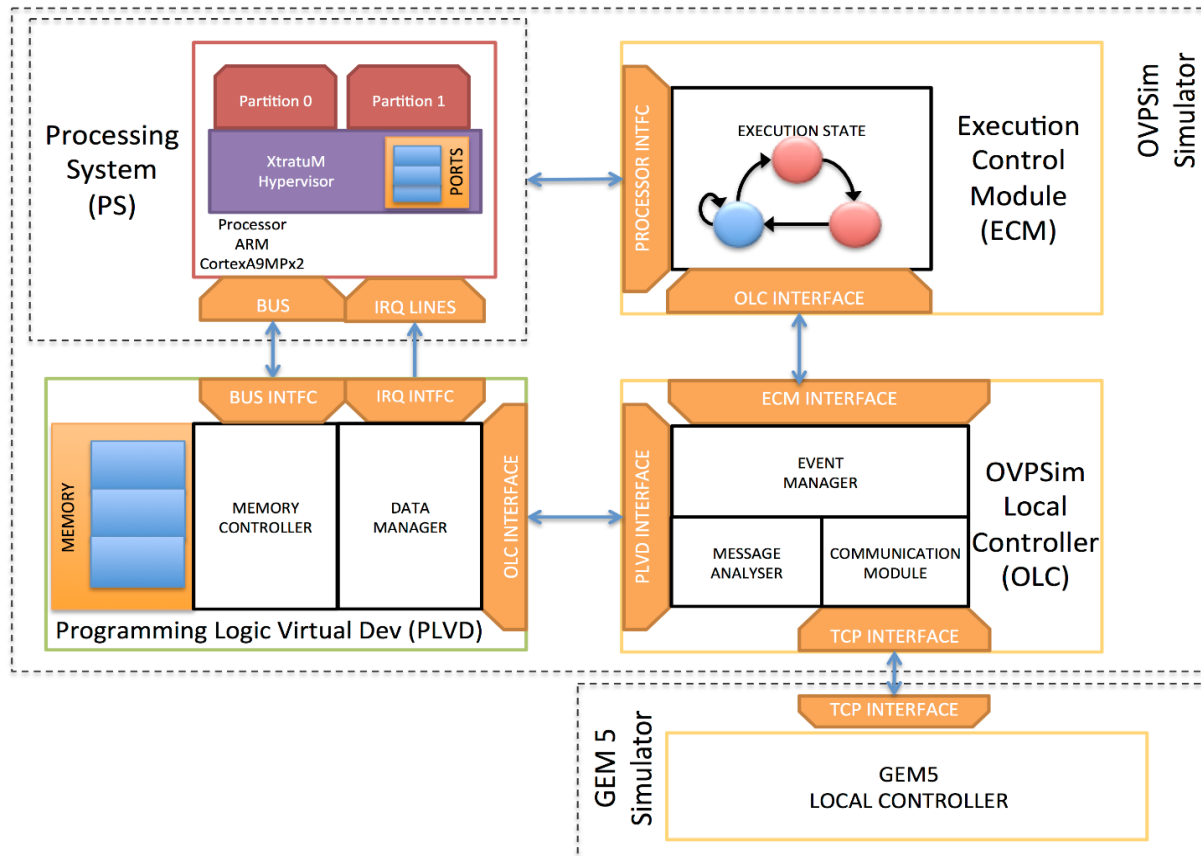 Processing
System
(PS)
Partition 0
Partition 1
XtratuM
Hypervisor
PORTS
Processor
ARM
CortexA9MPx2
BUS
IRQ LINES
PROCESSOR INTFC
EXECUTION STATE
OLC INTERFACE
Execution
Control
Module
(ECM)
OVPSim
Simulator
BUS INTFC
IRQ INTFC
MEMORY
MEMORY
CONTROLLER
DATA
MANAGER
OLC INTERFACE
Programming Logic Virtual Dev (PLVD)
ECM INTERFACE
PLVD INTERFACE
EVENT
MANAGER
MESSAGE
ANALYSER
COMMUNICATION
MODULE
TCP INTERFACE
OVPSim
Local
Controller
(OLC)
GEM 5
Simulator
TCP INTERFACE
GEM5
LOCAL CONTROLLER